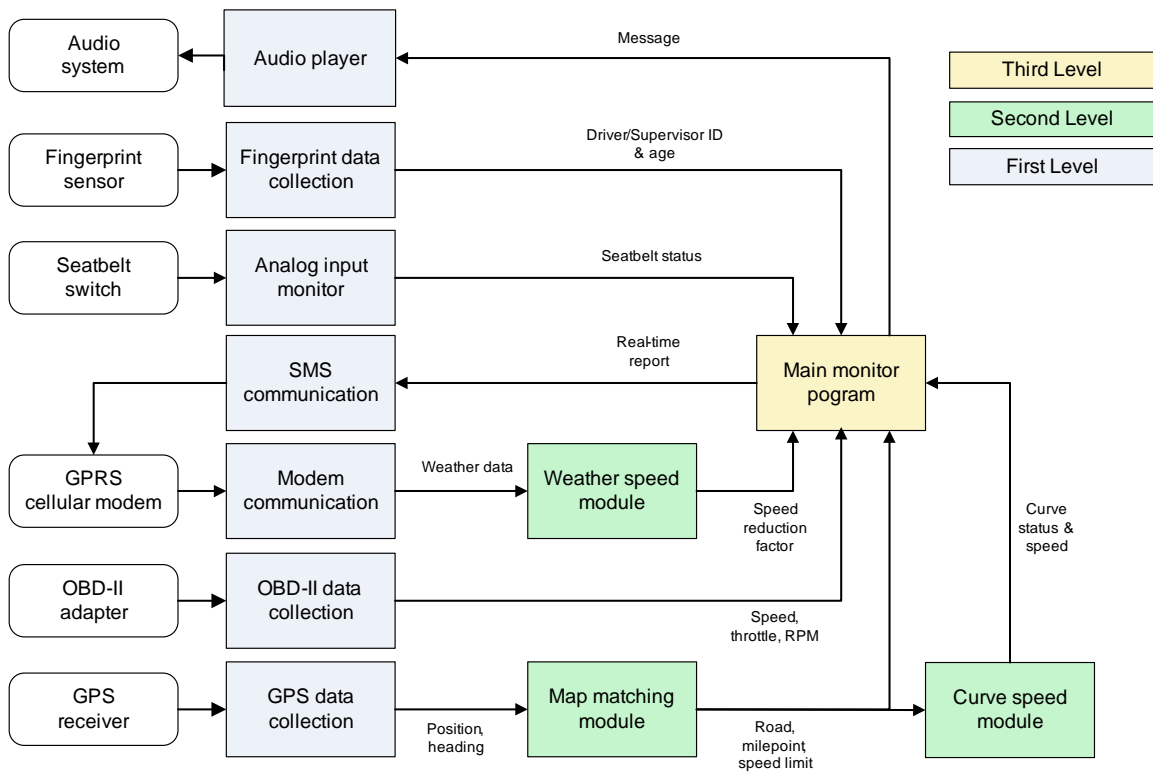 Audio
system
Audio player
Message
Third Level
Second Level
First Level
Fingerprint
sensor
Fingerprint data
collection
Driver/Supervisor ID
& age
Seatbelt
switch
Analog input
monitor
Seatbelt status
SMS
communication
Real-time
report
Main monitor
pogram
GPRS
cellular modem
Modem
communication
Weather data
Weather speed
module
Speed
reduction
factor
Curve
status &
speed
OBD-II
adapter
OBD-II data
collection
Speed,
throttle, RPM
GPS
receiver
GPS data
collection
Position,
heading
Map matching
module
Road,
milepoint,
speed limit
Curve speed
module